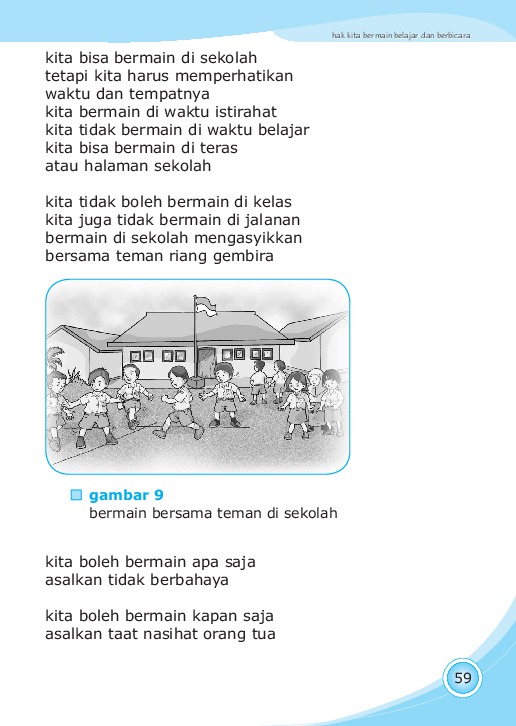 hak kita bermain belajar dan berbicara
kita bisa bermain di sekolah
tetapi kita harus memperhatikan
waktu dan tempatnya
kita bermain di waktu istirahat
kita tidak bermain di waktu belajar
kita bisa bermain di teras
atau halaman sekolah
kita tidak boleh bermain di kelas
kita juga tidak bermain di jalanan
bermain di sekolah mengasyikkan
bersama teman riang gembira
gambar 9
bermain bersama teman di sekolah
kita boleh bermain apa saja
asalkan tidak berbahaya
kita boleh bermain kapan saja
asalkan taat nasihat orang tua
59